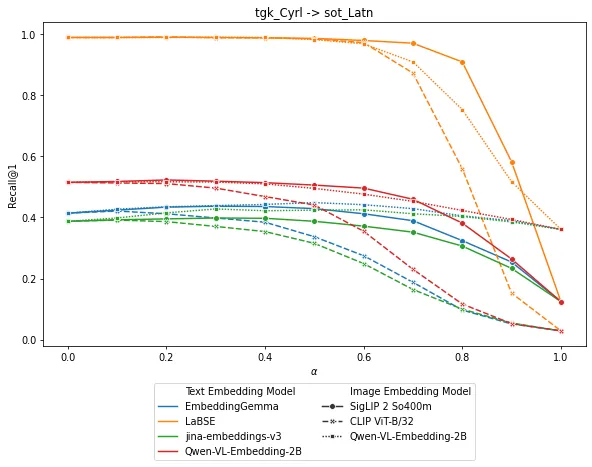 tgk_Cyrl -> sot_Latn
Recall@1
1.0
0.8
0.6
0.4
0.2
0.0
0.0 0.2 0.4 0.6 0.8 1.0
α
Text Embedding Model Image Embedding Model
EmbeddingGemma SigLIP 2 So400m
LaBSE CLIP ViT-B/32
jina-embeddings-v3 Qwen-VL-Embedding-2B
Qwen-VL-Embedding-2B